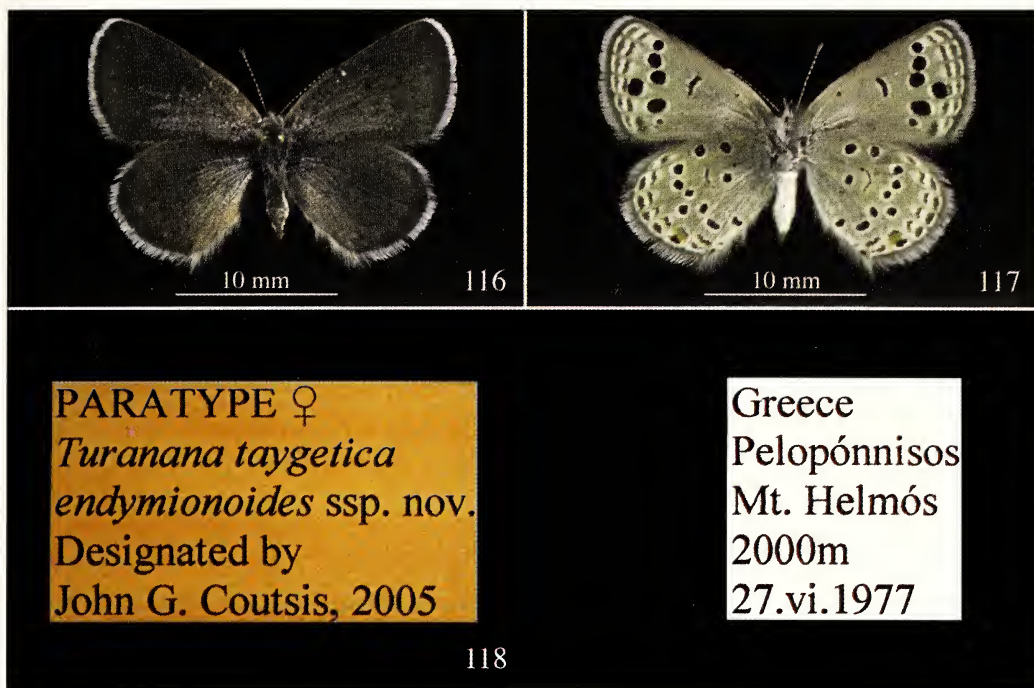 10 mm
116
10 mm
117
PARATYPE ♀
Turanana taygetica
endymionoides ssp. nov.
Designated by
John G. Coutsis, 2005
Greece
Pelopónnisos
Mt. Helmós
2000m
27.vi.1977
118